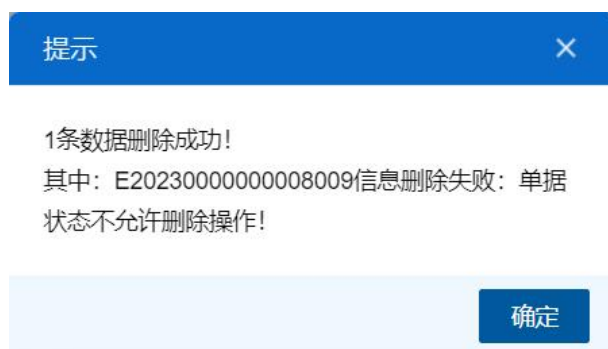 提示
1条数据删除成功！
其中：E20230000000008009信息删除失败：单据
状态不允许删除操作！
确定